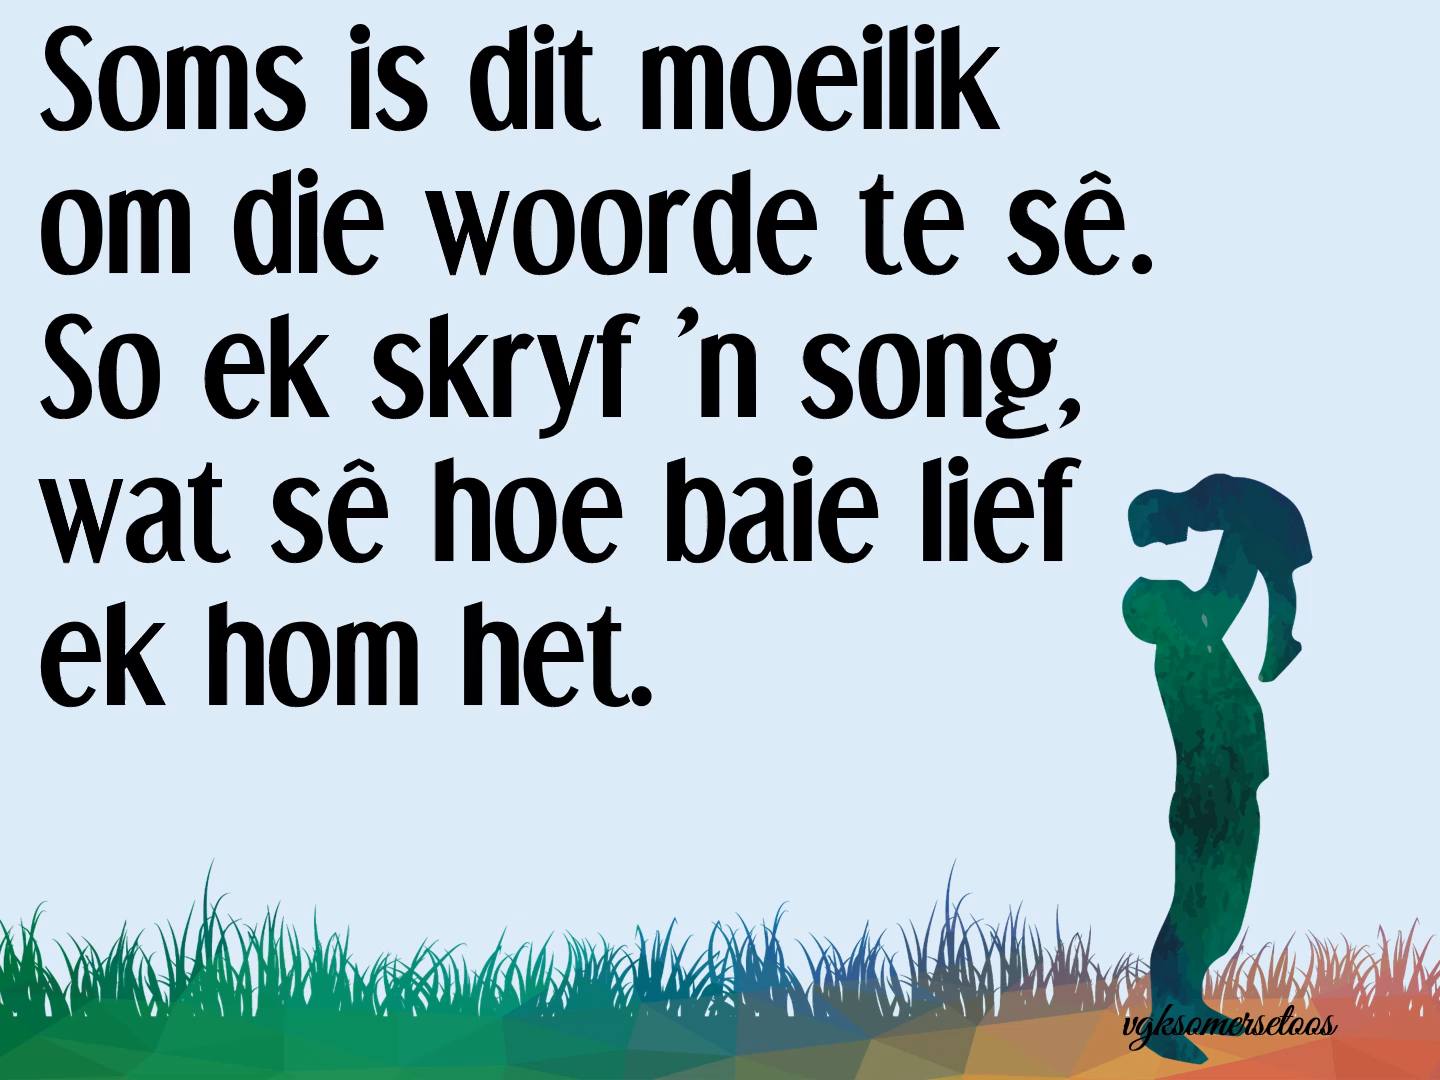 Soms is dit moeilik
om die woorde te sê.
So ek skryf ’n song,
wat sê hoe baie lief
ek hom het.
vgksomersetoos